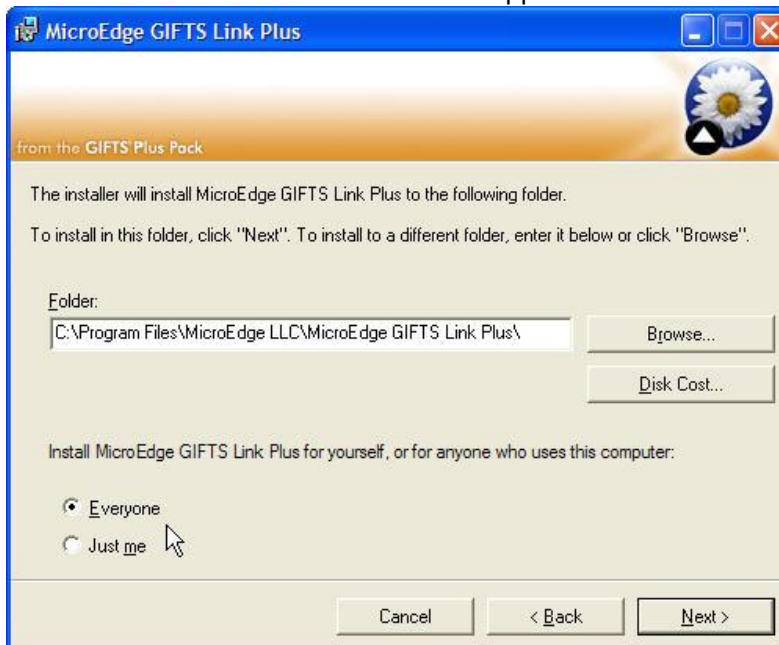 MicroEdge GIFTS Link Plus
from the GIFTS Plus Pack
The installer will install MicroEdge GIFTS Link Plus to the following folder.
To install in this folder, click "Next". To install to a different folder, enter it below or click "Browse".
Folder:
C:\Program Files\MicroEdge LLC\MicroEdge GIFTS Link Plus\
Browse...
Disk Cost...
Install MicroEdge GIFTS Link Plus for yourself, or for anyone who uses this computer:
Everyone
Just me
Cancel
< Back
Next >